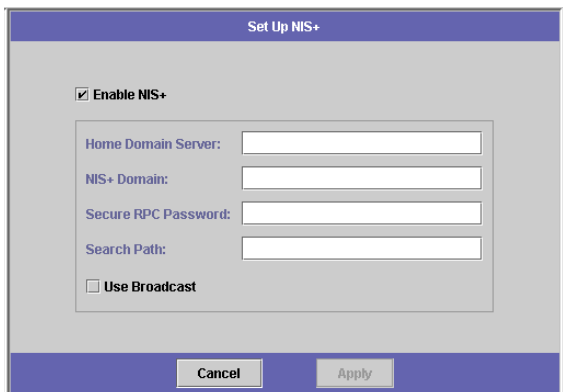 Set Up NIS+
Enable NIS+
Home Domain Server:
NIS+ Domain:
Secure RPC Password:
Search Path:
Use Broadcast
Cancel Apply